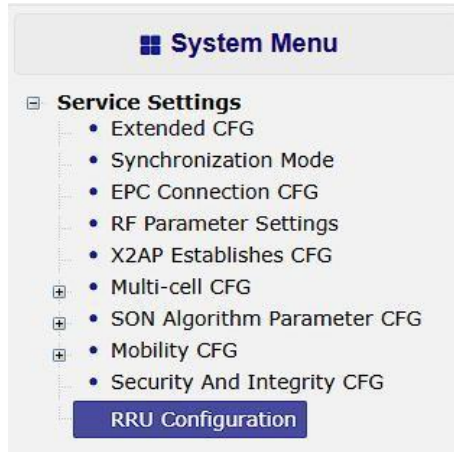 System Menu
Service Settings
Extended CFG
Synchronization Mode
EPC Connection CFG
RF Parameter Settings
X2AP Establishes CFG
Multi-cell CFG
SON Algorithm Parameter CFG
Mobility CFG
Security And Integrity CFG
RRU Configuration